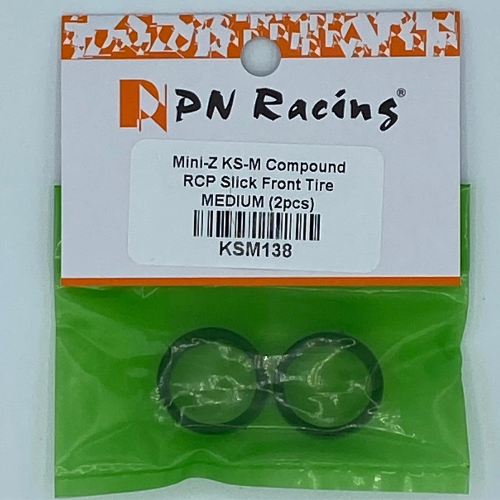 PN Racing®
Mini-Z KS-M Compound
RCP Slick Front Tire
MEDIUM (2pcs)
KSM138